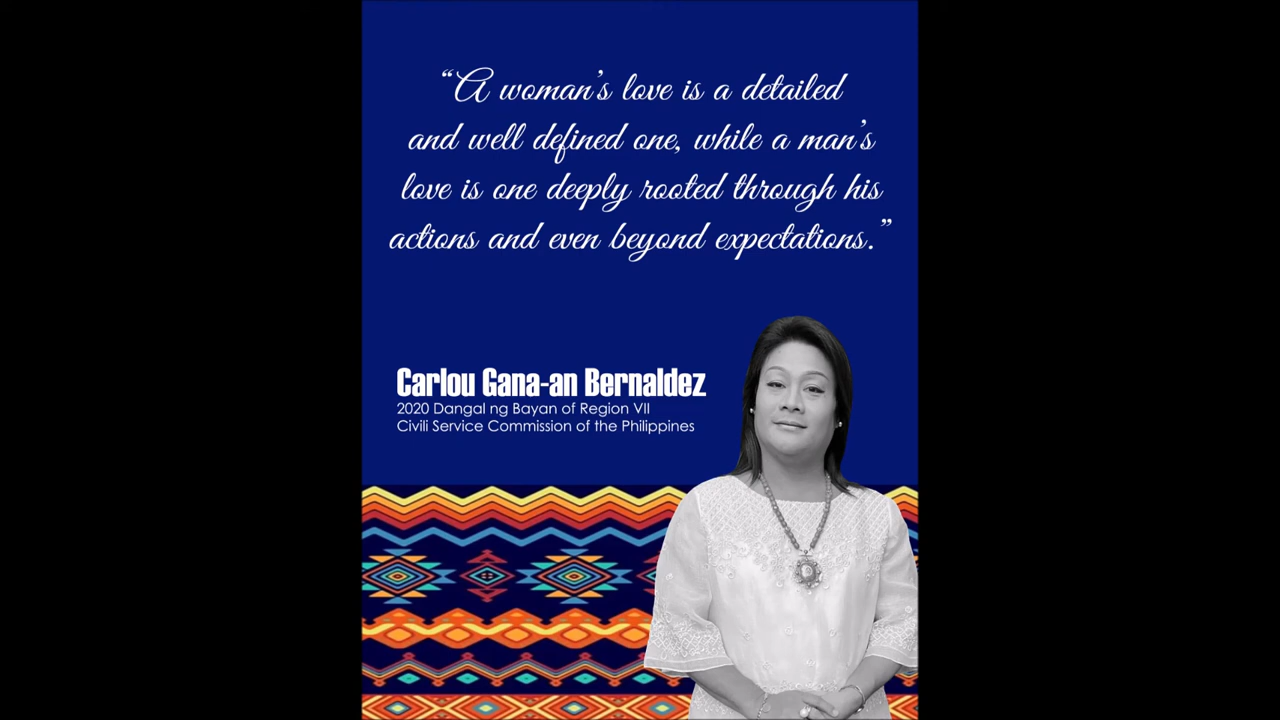 “A woman’s love is a detailed
and well defined one, while a man’s
love is one deeply rooted through his
actions and even beyond expectations.”
Carlou Gana-an Bernaldez
2020 Dangal ng Bayan of Region VII
Civili Service Commission of the Philippines